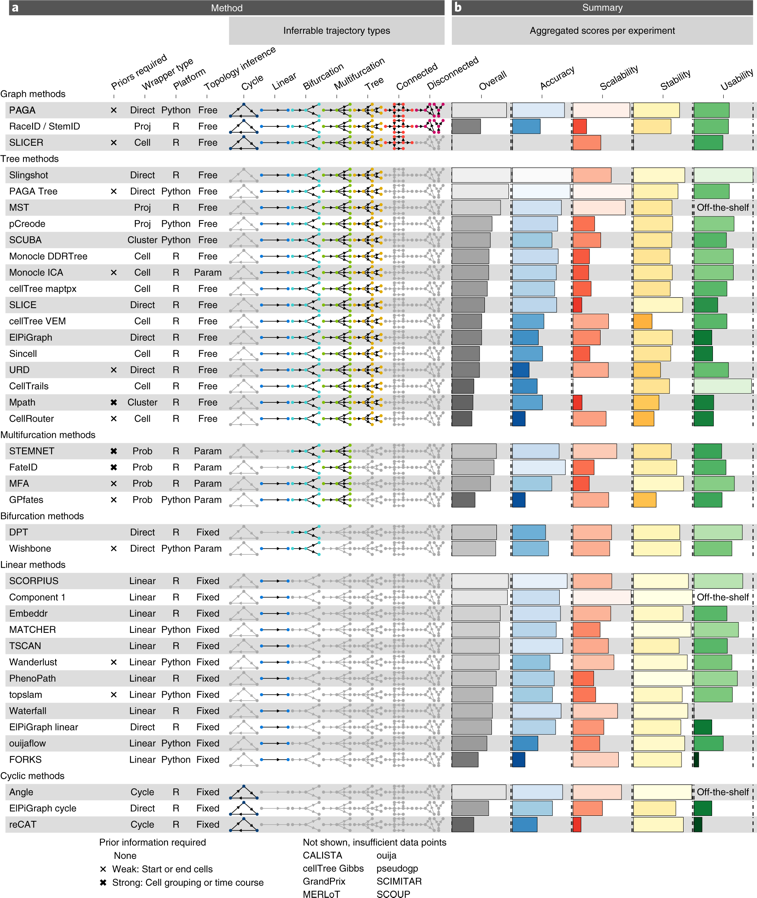 a Method b Summary
Inferrable trajectory types Aggregated scores per experiment
Priors required Wrapper type Platform Topology inference Cycle Linear Bifurcation Multifurcation Tree Connected Disconnected Overall Accuracy Scalability Stability Usability
Graph methods
PAGA × Direct Python Free
RaceID / StemID Proj R Free
SLICER × Cell R Free
Tree methods
Slingshot Direct R Free
PAGA Tree × Direct Python Free
MST Proj R Free Off-the-shelf
pCreode Proj Python Free
SCUBA Cluster Python Free
Monocle DDRTree Cell R Free
Monocle ICA × Cell R Param
cellTree maptpx Cell R Free
SLICE Direct R Free
cellTree VEM Cell R Free
ElPiGraph Direct R Free
Sincell Cell R Free
URD × Direct R Free
CellTrails Cell R Free
Mpath ✖ Cluster R Free
CellRouter × Cell R Free
Multifurcation methods
STEMNET ✖ Prob R Param
FateID ✖ Prob R Param
MFA × Prob R Param
GPfates × Prob Python Param
Bifurcation methods
DPT Direct R Fixed
Wishbone × Direct Python Param
Linear methods
SCORPIUS Linear R Fixed
Component 1 Linear R Fixed Off-the-shelf
Embeddr Linear R Fixed
MATCHER Linear Python Fixed
TSCAN Linear R Fixed
Wanderlust × Linear Python Fixed
PhenoPath Linear R Fixed
topslam × Linear Python Fixed
Waterfall Linear R Fixed
ElPiGraph linear Direct R Fixed
ouijaflow Linear Python Fixed
FORKS × Linear Python Fixed
Cyclic methods
Angle Cycle R Fixed Off-the-shelf
ElPiGraph cycle Direct R Fixed
reCAT Cycle R Fixed
Prior information required Not shown, insufficient data points
None CALISTA ouija
× Weak: Start or end cells cellTree Gibbs pseudogp
✖ Strong: Cell grouping or time course GrandPrix SCIMITAR
MERLoT SCOUP